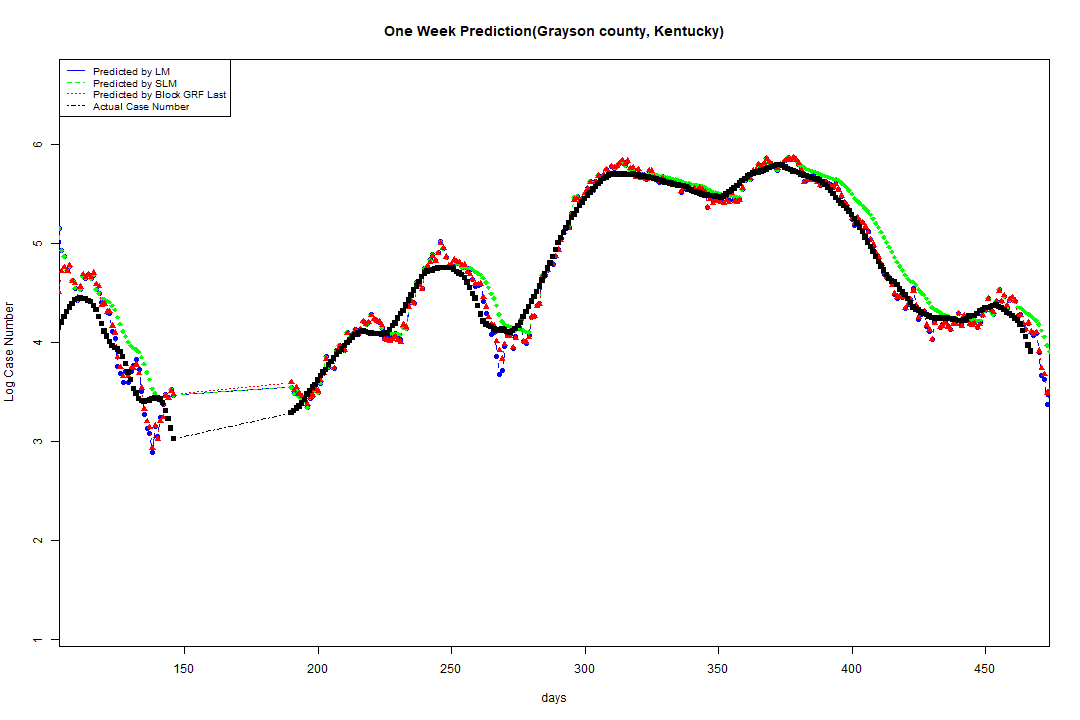 One Week Prediction(Grayson county, Kentucky)
Predicted by LM
Predicted by SLM
Predicted by Block GRF Last
Actual Case Number
Log Case Number
6
5
4
3
2
1
150 200 250 300 350 400 450
days